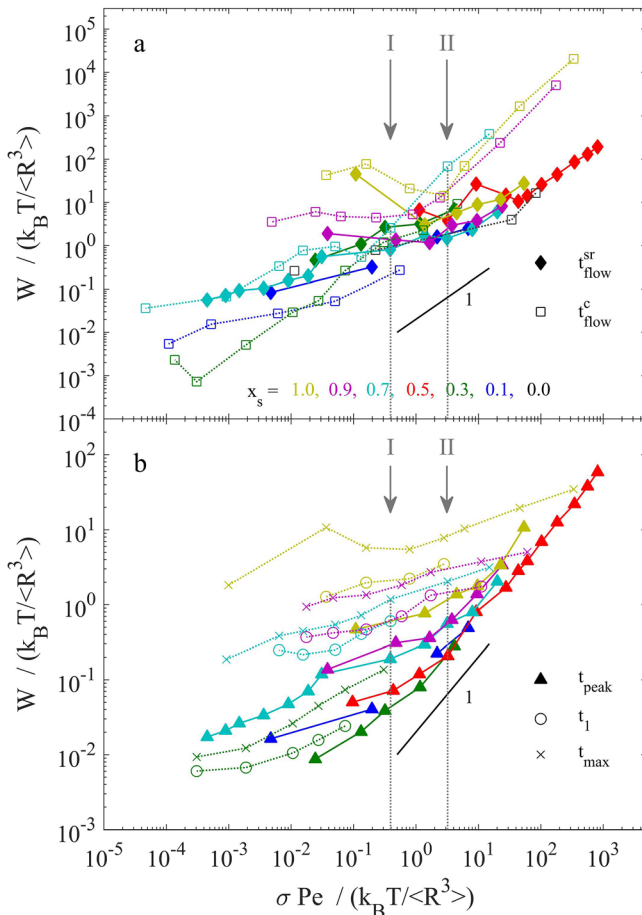 a
I II
10^5
10^4
10^3
10^2
10^1
10^0
10^-1
10^-2
10^-3
10^-4
W / (k_B T/<R^3>)
t^sr_flow
t^c_flow
1
x_s = 1.0, 0.9, 0.7, 0.5, 0.3, 0.1, 0.0
b
I II
10^2
10^1
10^0
10^-1
10^-2
10^-3
W / (k_B T/<R^3>)
t_peak
t_1
t_max
1
10^-5 10^-4 10^-3 10^-2 10^-1 10^0 10^1 10^2 10^3
σ Pe / (k_B T/<R^3>)